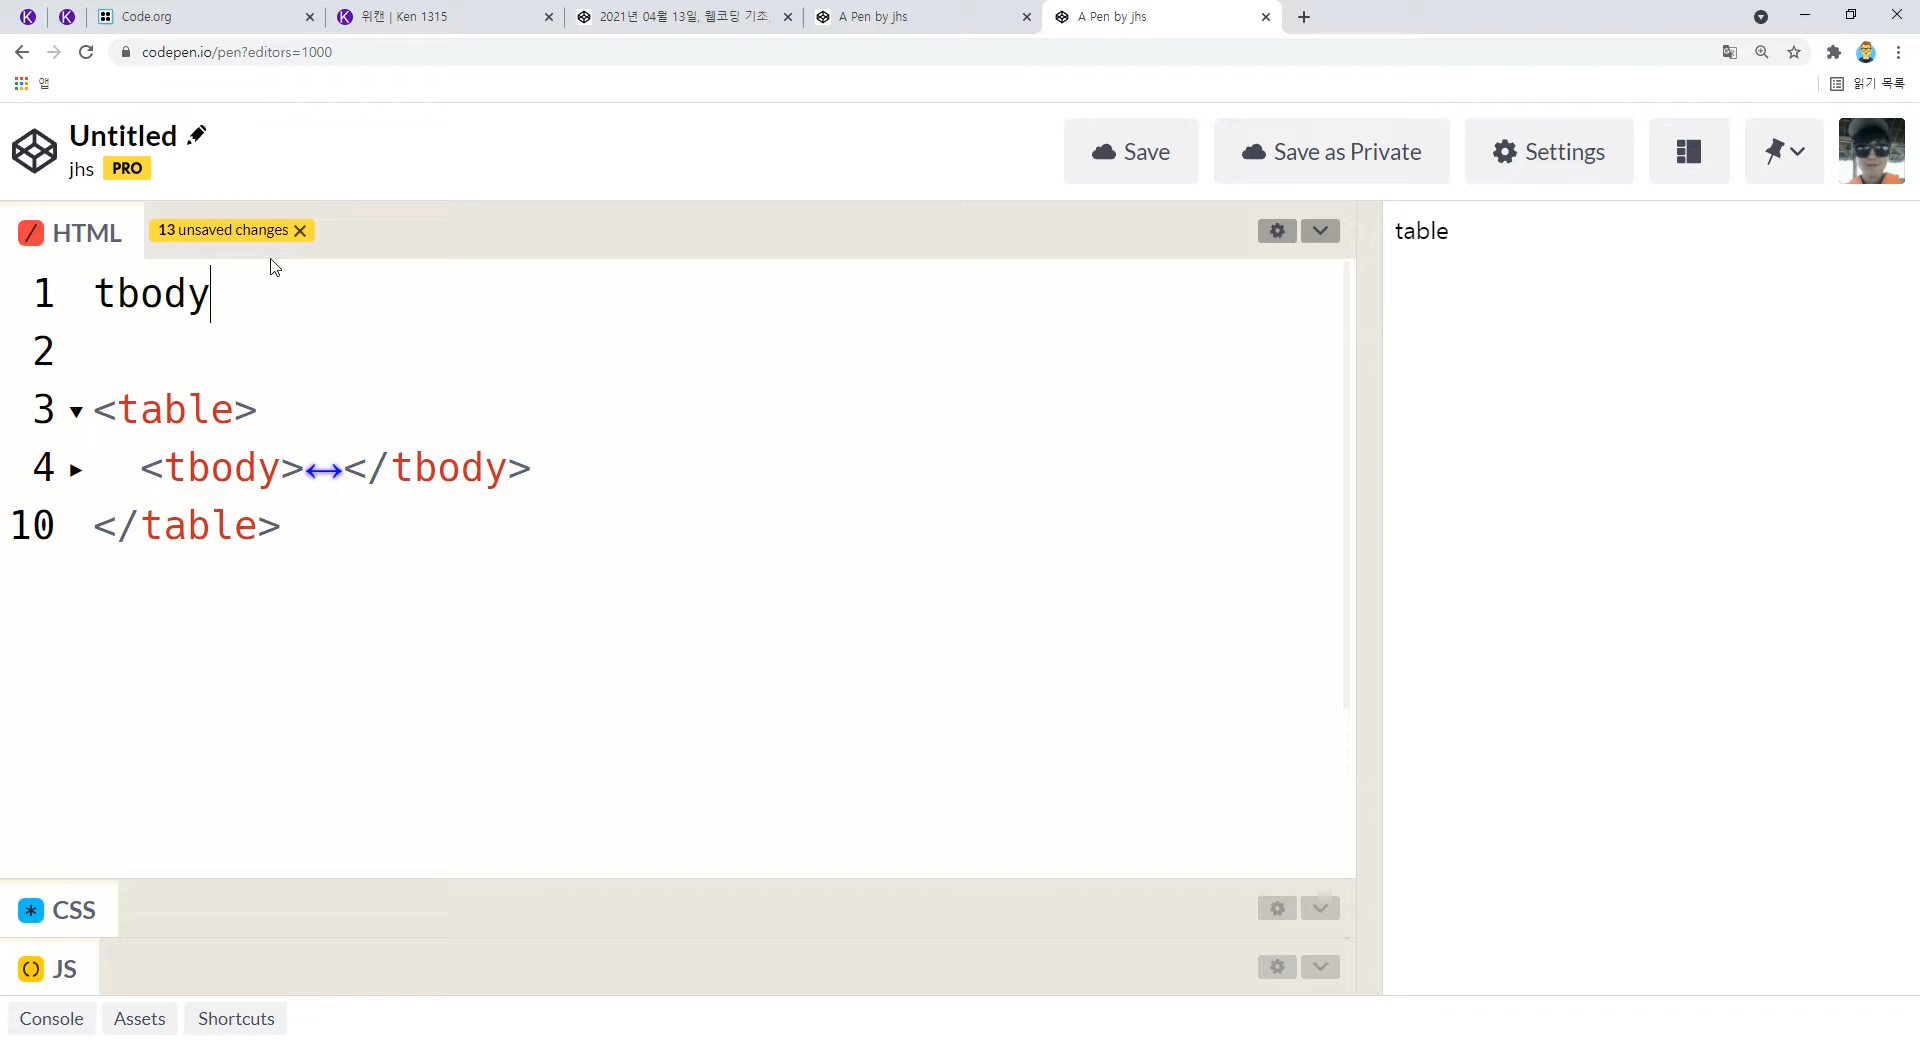 Code.org
위캔 | Ken 1315
2021년 04월 13일, 웹코딩 기초
A Pen by jhs
A Pen by jhs
codepen.io/pen?editors=1000
앱
읽기 목록
Untitled
jhs PRO
Save
Save as Private
Settings
HTML
13 unsaved changes
table
1 tbody
2
3 <table>
4 <tbody>↔</tbody>
10 </table>
CSS
JS
Console
Assets
Shortcuts